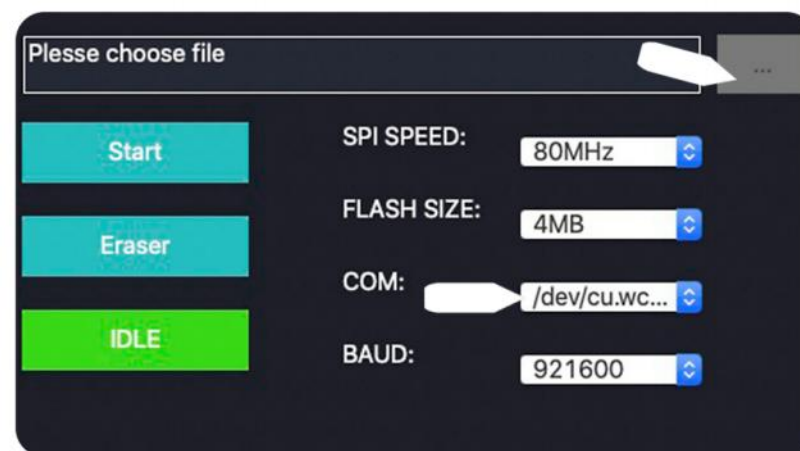 Plesse choose file
...
Start
SPI SPEED:
80MHz
Eraser
FLASH SIZE:
4MB
COM:
/dev/cu.wc...
IDLE
BAUD:
921600